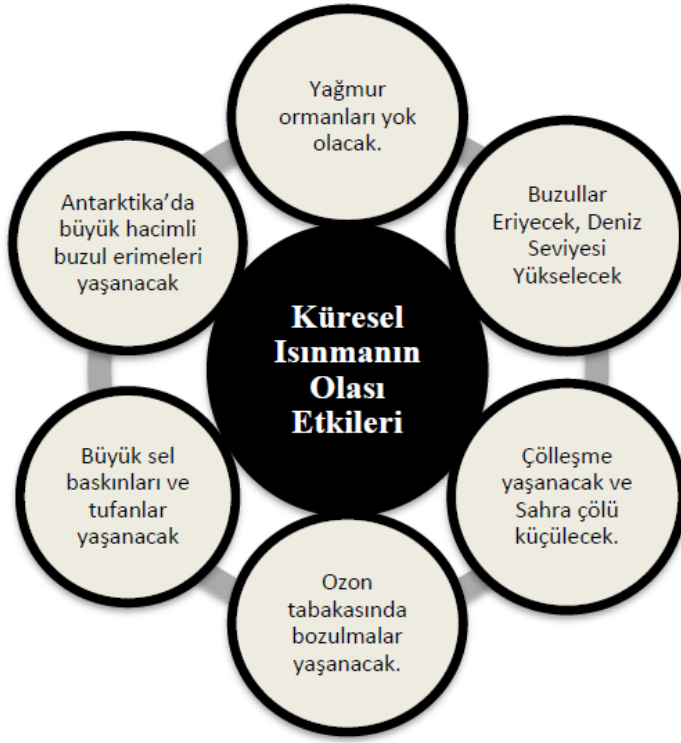 Yağmur
ormanları yok
olacak.
Buzullar
Eriyecek, Deniz
Seviyesi
Yükselecek
Çölleşme
yaşanacak ve
Sahra çölü
küçülecek.
Ozon
tabakasında
bozulmalar
yaşanacak.
Büyük sel
baskınları ve
tufanlar
yaşanacak
Antarktika’da
büyük hacimli
buzul erimeleri
yaşanacak
Küresel
Isınmanın
Olası
Etkileri